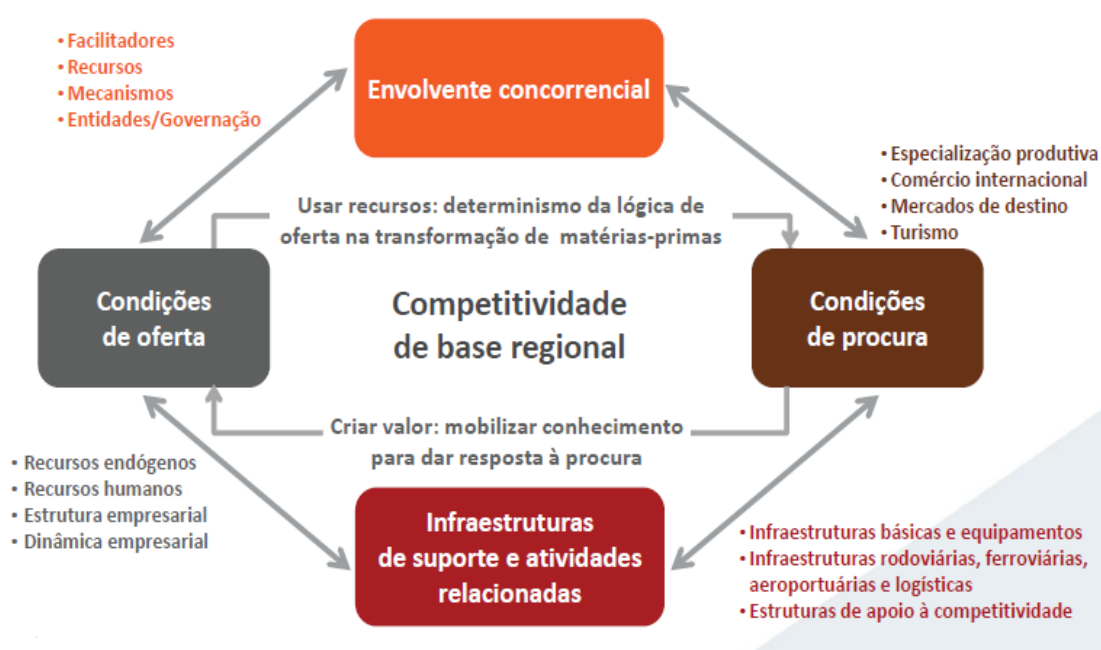 • Facilitadores
• Recursos
• Mecanismos
• Entidades/Governação
Envolvente concorrencial
• Especialização produtiva
• Comércio internacional
• Mercados de destino
• Turismo
Usar recursos: determinismo da lógica de
oferta na transformação de matérias-primas
Condições
de oferta
Competitividade
de base regional
Condições
de procura
Criar valor: mobilizar conhecimento
para dar resposta à procura
• Recursos endógenos
• Recursos humanos
• Estrutura empresarial
• Dinâmica empresarial
Infraestruturas
de suporte e atividades
relacionadas
• Infraestruturas básicas e equipamentos
• Infraestruturas rodoviárias, ferroviárias,
aeroportuárias e logísticas
• Estruturas de apoio à competitividade